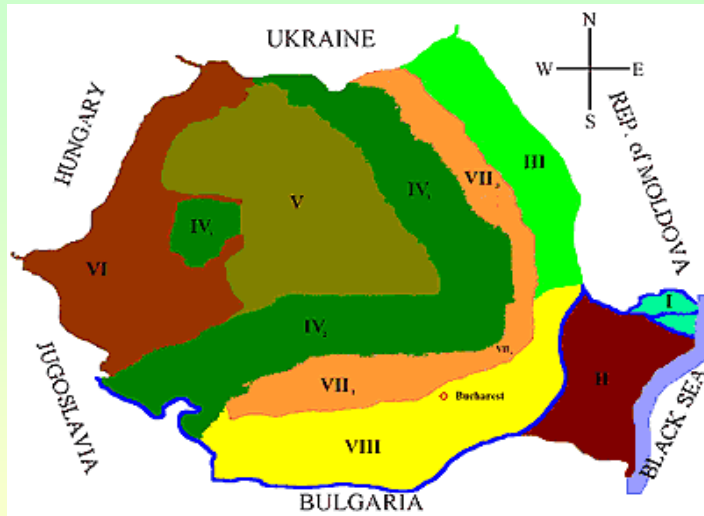 UKRAINE
N
W E
S
HUNGARY
REP. of MOLDOVA
III
VII
IV
V
IV
VI
I
IV
VII
II
VII
Bucharest
VIII
JUGOSLAVIA
BLACK SEA
BULGARIA